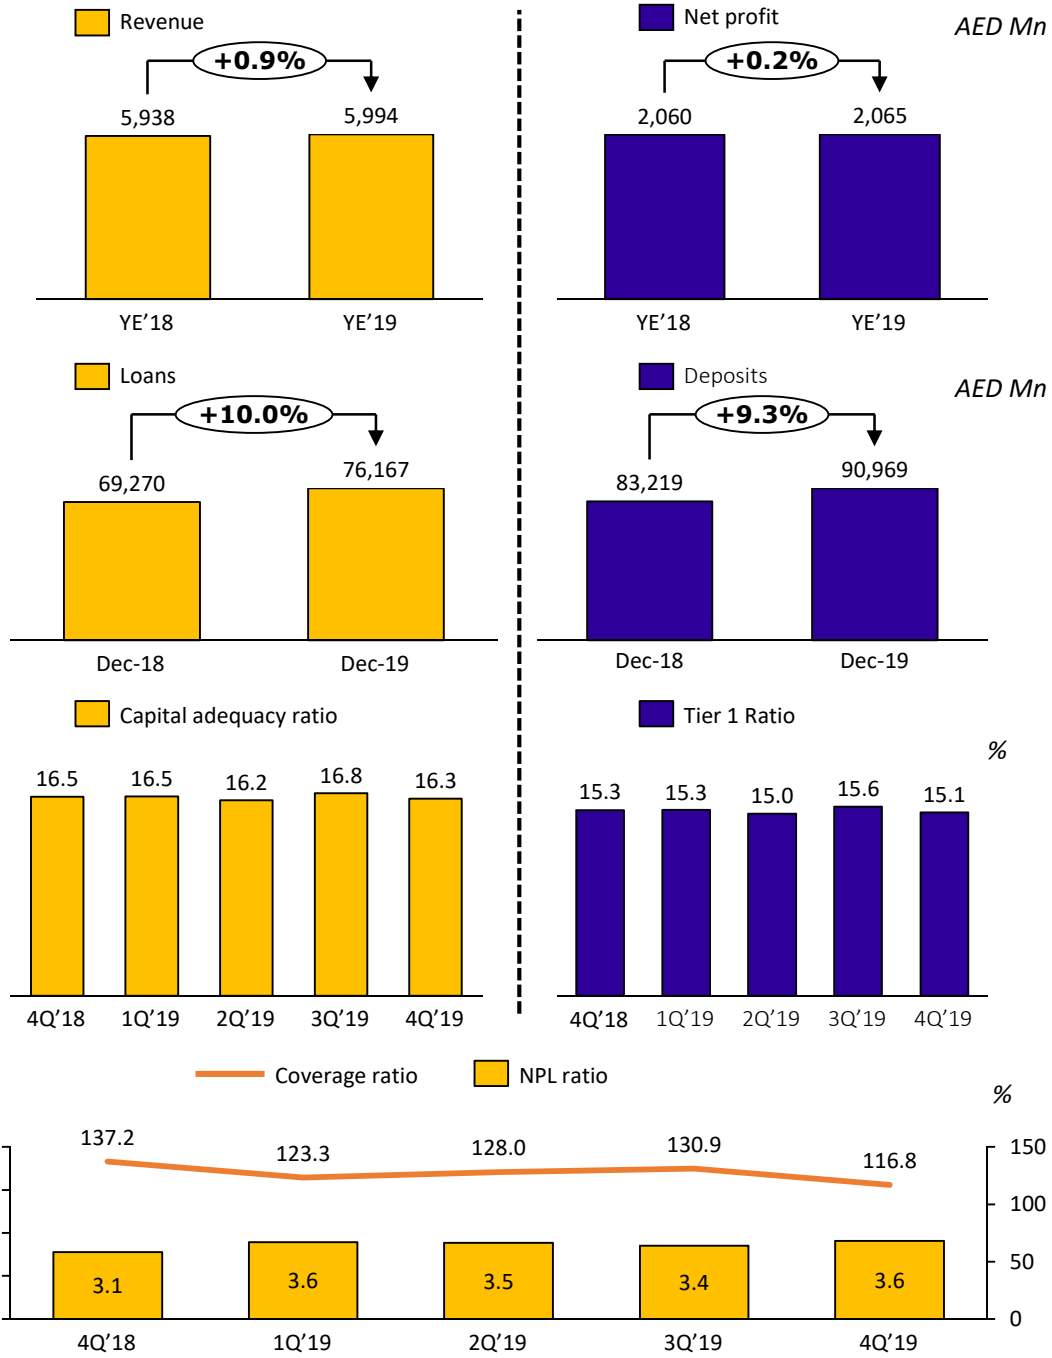 Revenue
Net profit
AED Mn
+0.9%
+0.2%
5,938
5,994
2,060
2,065
YE’18
YE’19
YE’18
YE’19
Loans
Deposits
AED Mn
+10.0%
+9.3%
69,270
76,167
83,219
90,969
Dec-18
Dec-19
Dec-18
Dec-19
Capital adequacy ratio
Tier 1 Ratio
%
16.5
16.5
16.2
16.8
16.3
15.3
15.3
15.0
15.6
15.1
4Q’18
1Q’19
2Q’19
3Q’19
4Q’19
4Q’18
1Q’19
2Q’19
3Q’19
4Q’19
Coverage ratio
NPL ratio
%
137.2
123.3
128.0
130.9
116.8
150
100
50
0
3.1
3.6
3.5
3.4
3.6
4Q’18
1Q’19
2Q’19
3Q’19
4Q’19